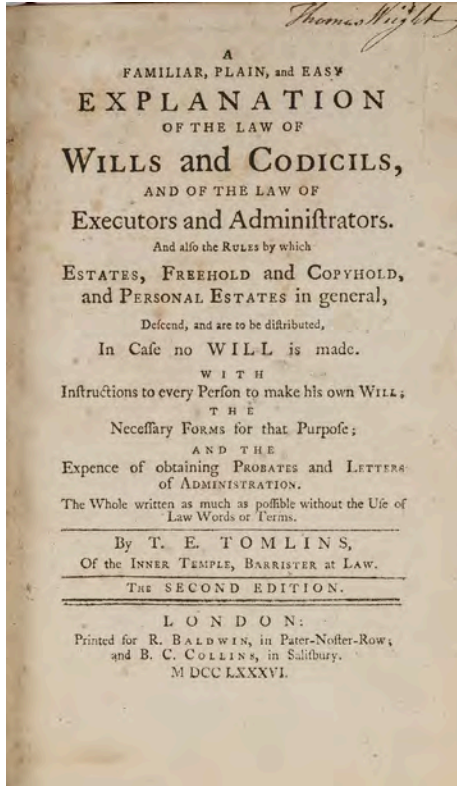 Thomas Wright
A
FAMILIAR, PLAIN, and EASY
EXPLANATION
OF THE LAW OF
WILLS and CODICILS,
AND OF THE LAW OF
Executors and Adminiſtrators.
And alſo the RULES by which
ESTATES, FREEHOLD and COPYHOLD,
and PERSONAL ESTATES in general,
Deſcend, and are to be diſtributed,
In Caſe no WILL is made.
WITH
Inſtructions to every Perſon to make his own WILL;
THE
Neceſſary FORMS for that Purpoſe;
AND THE
Expence of obtaining PROBATES and LETTERS
of ADMINISTRATION.
The Whole written as much as poſſible without the Uſe of
Law Words or Terms.
By T. E. TOMLINS,
Of the INNER TEMPLE, BARRISTER at LAW.
THE SECOND EDITION.
LONDON:
Printed for R. BALDWIN, in Pater-Noſter-Row;
and B. C. COLLINS, in Saliſbury.
M DCC LXXXVI.